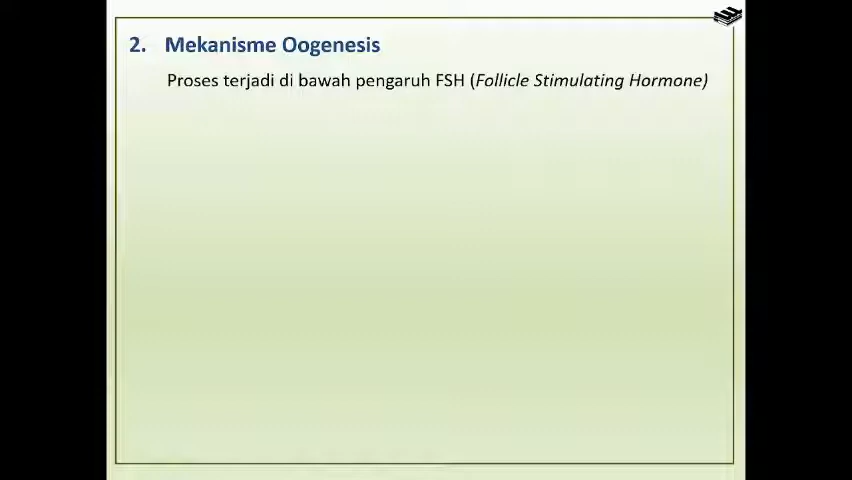 2. Mekanisme Oogenesis
Proses terjadi di bawah pengaruh FSH (Follicle Stimulating Hormone)